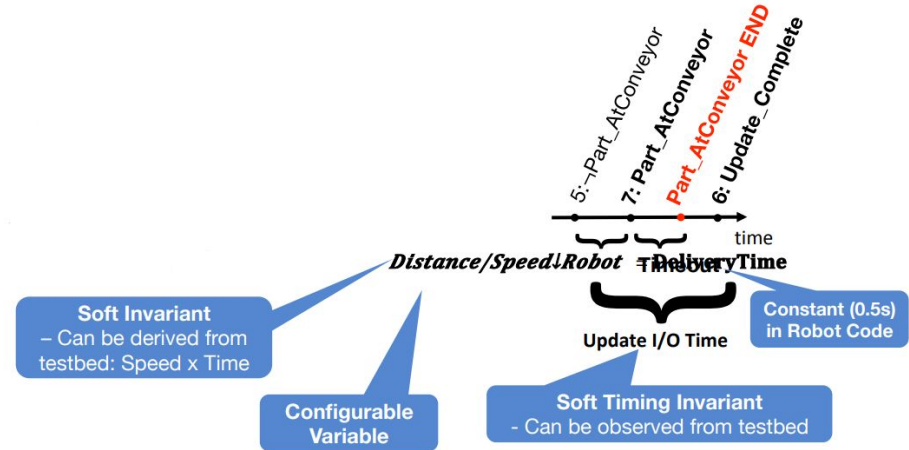 5:¬Part_AtConveyor
7: Part_AtConveyor
Part_AtConveyor END
6: Update_Complete
time
Distance/Speed↓Robot
Timeout
=DeliveryTime
Soft Invariant
– Can be derived from
testbed: Speed x Time
Constant (0.5s)
in Robot Code
Update I/O Time
Configurable
Variable
Soft Timing Invariant
- Can be observed from testbed